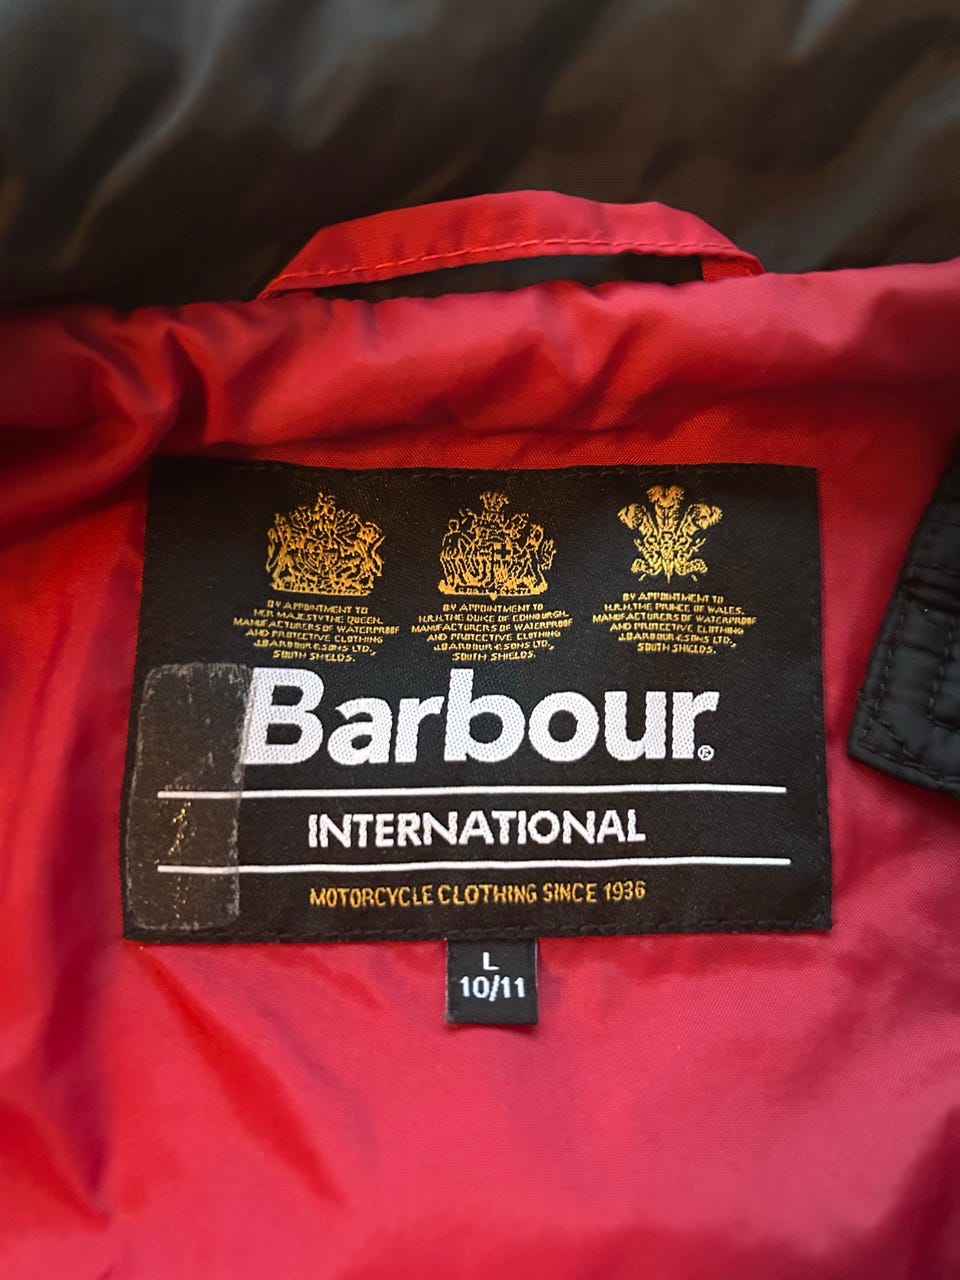 BY APPOINTMENT TO
HER MAJESTY THE QUEEN.
MANUFACTURERS OF WATERPROOF
AND PROTECTIVE CLOTHING
J.BARBOUR & SONS LTD.,
SOUTH SHIELDS.
BY APPOINTMENT TO
H.R.H. THE DUKE OF EDINBURGH.
MANUFACTURERS OF WATERPROOF
AND PROTECTIVE CLOTHING
J.BARBOUR & SONS LTD.,
SOUTH SHIELDS.
BY APPOINTMENT TO
H.R.H. THE PRINCE OF WALES.
MANUFACTURERS OF WATERPROOF
AND PROTECTIVE CLOTHING
J.BARBOUR & SONS LTD.,
SOUTH SHIELDS.
Barbour®
INTERNATIONAL
MOTORCYCLE CLOTHING SINCE 1936
L
10/11